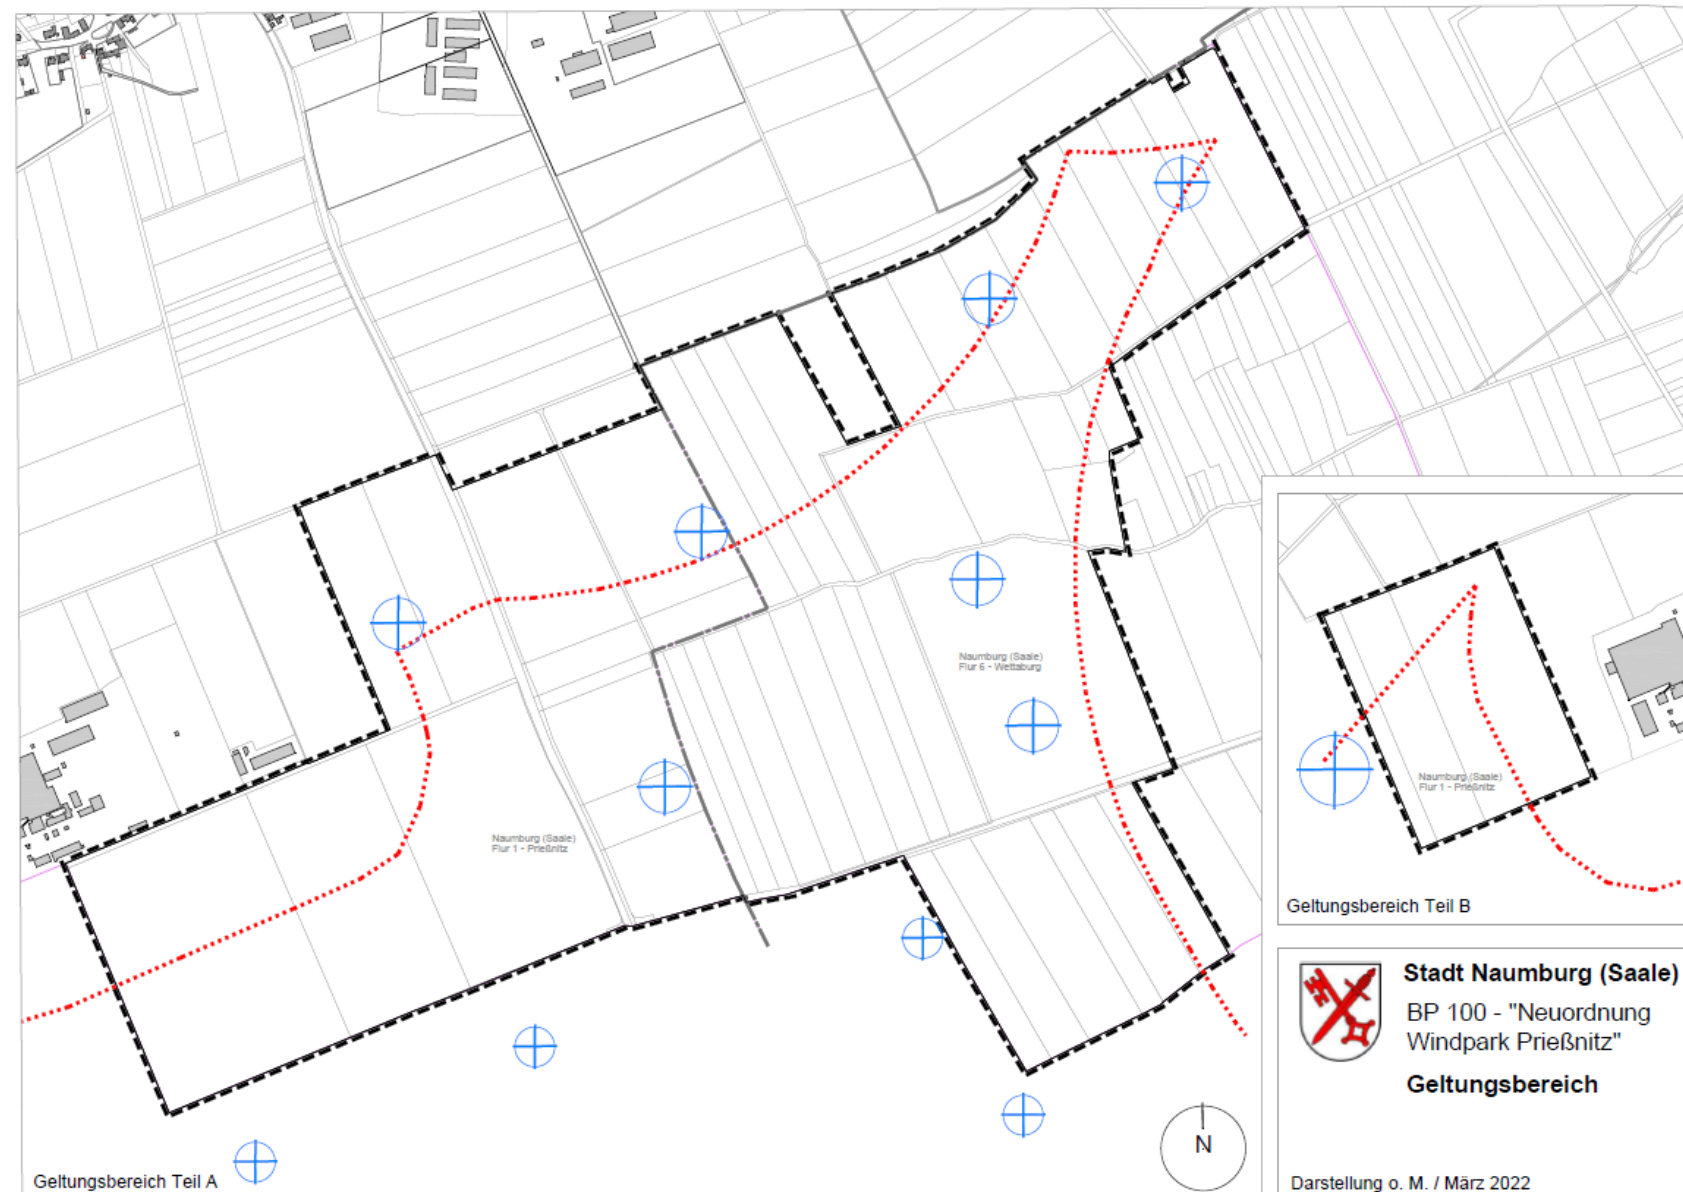 Naumburg (Saale)
Flur 6 - Wettaburg
Naumburg (Saale)
Flur 1 - Prießnitz
Geltungsbereich Teil A
N
Naumburg (Saale)
Flur 1 - Prießnitz
Geltungsbereich Teil B
Stadt Naumburg (Saale)
BP 100 - "Neuordnung
Windpark Prießnitz"
Geltungsbereich
Darstellung o. M. / März 2022